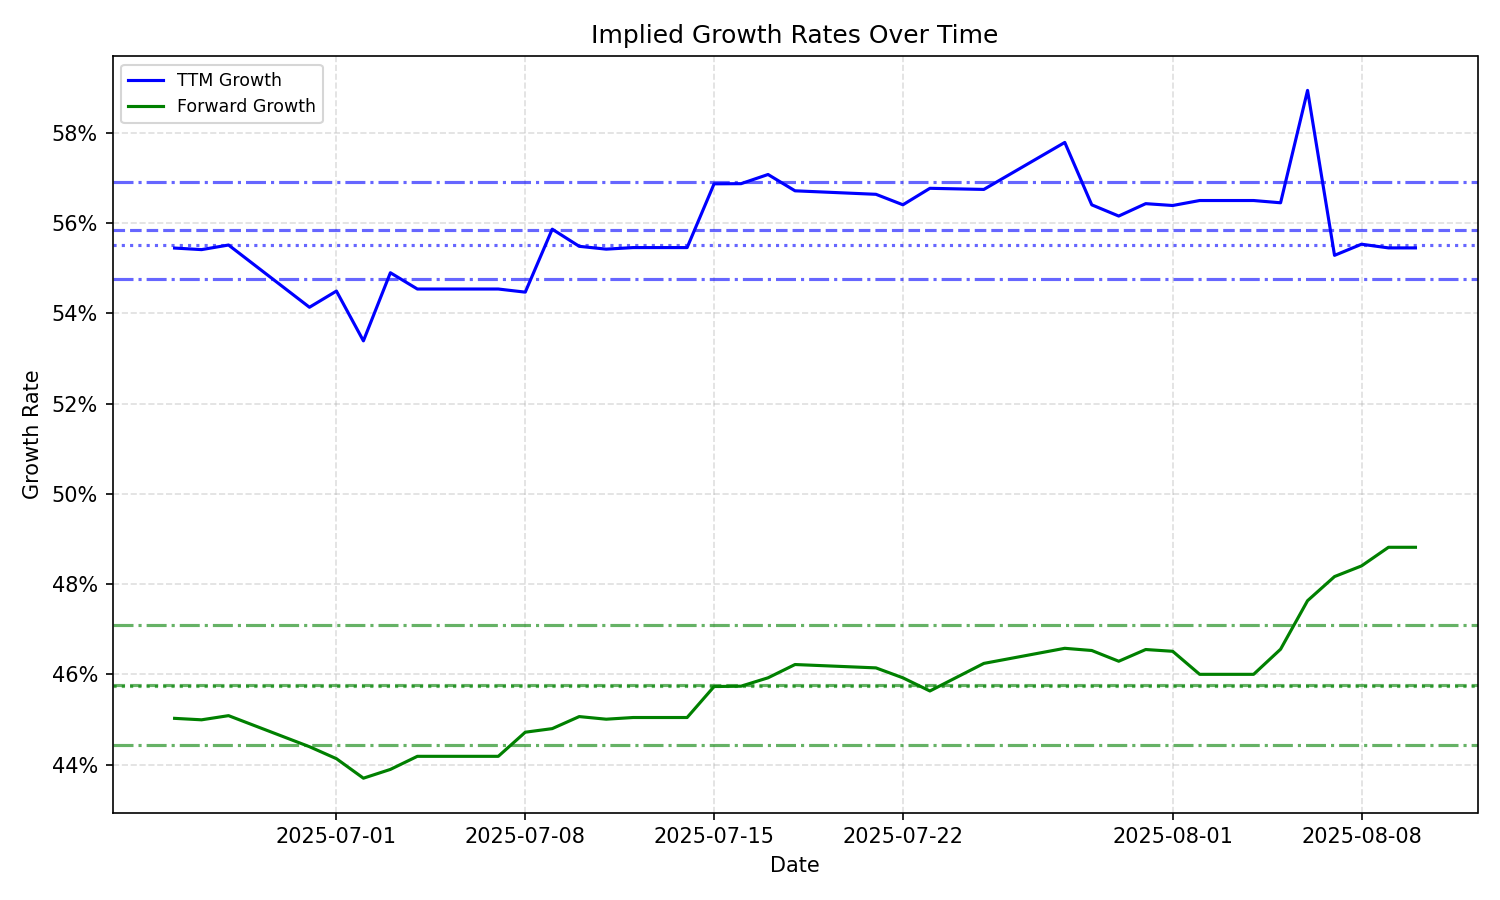 Implied Growth Rates Over Time
TTM Growth
Forward Growth
58%
56%
54%
52%
50%
48%
46%
44%
Growth Rate
2025-07-01
2025-07-08
2025-07-15
2025-07-22
2025-08-01
2025-08-08
Date